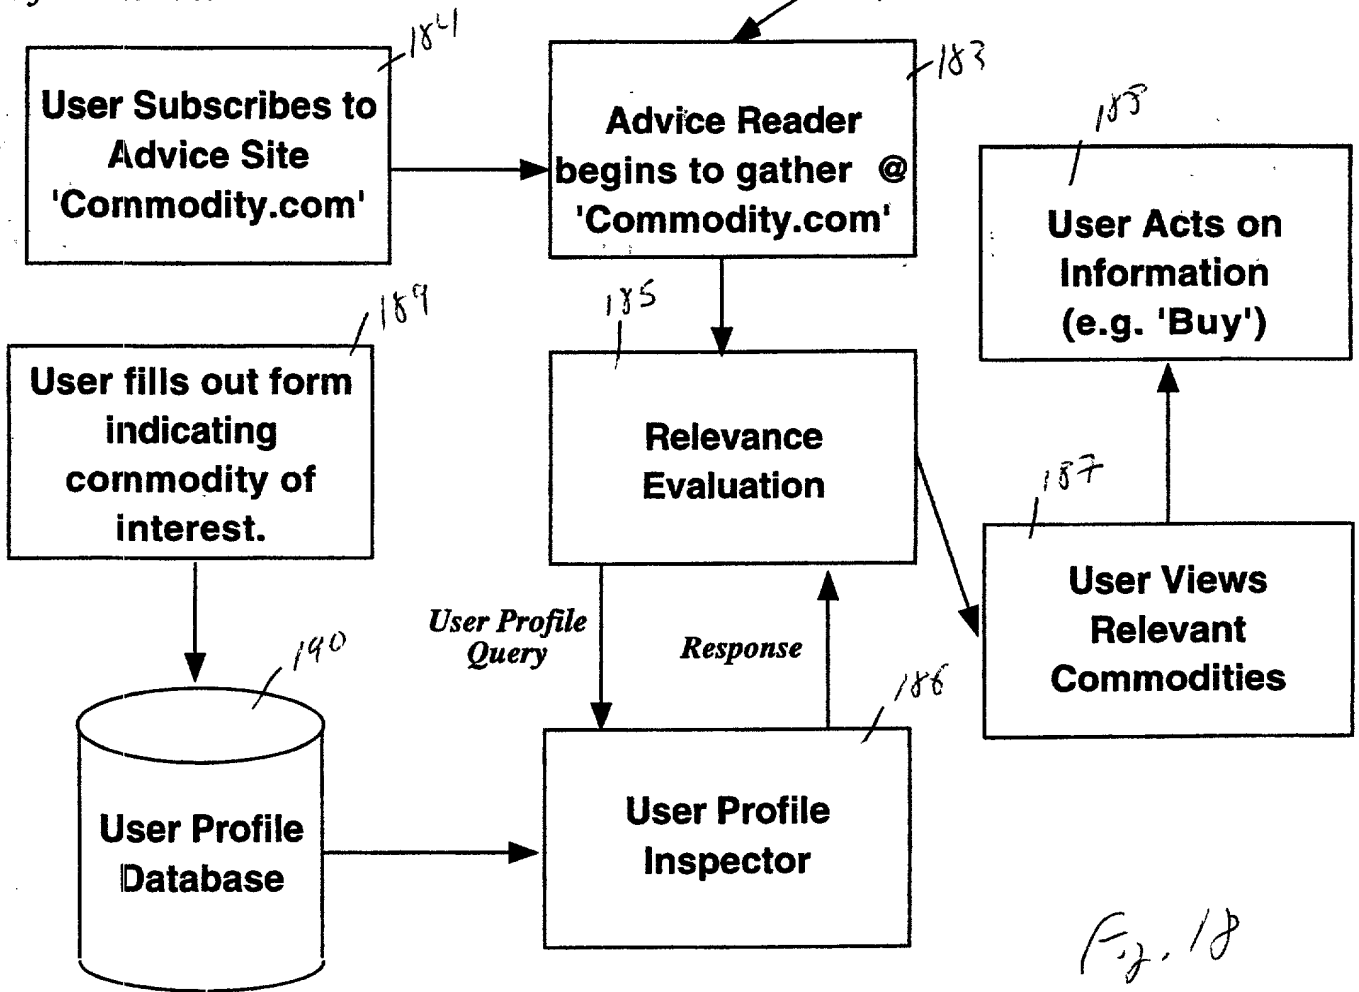 184
User Subscribes to
Advice Site
'Commodity.com'
183
Advice Reader
begins to gather @
'Commodity.com'
188
User Acts on
Information
(e.g. 'Buy')
189
User fills out form
indicating
commodity of
interest.
185
Relevance
Evaluation
187
User Views
Relevant
Commodities
User Profile
Query
Response
190
User Profile
Database
186
User Profile
Inspector
Fig. 18